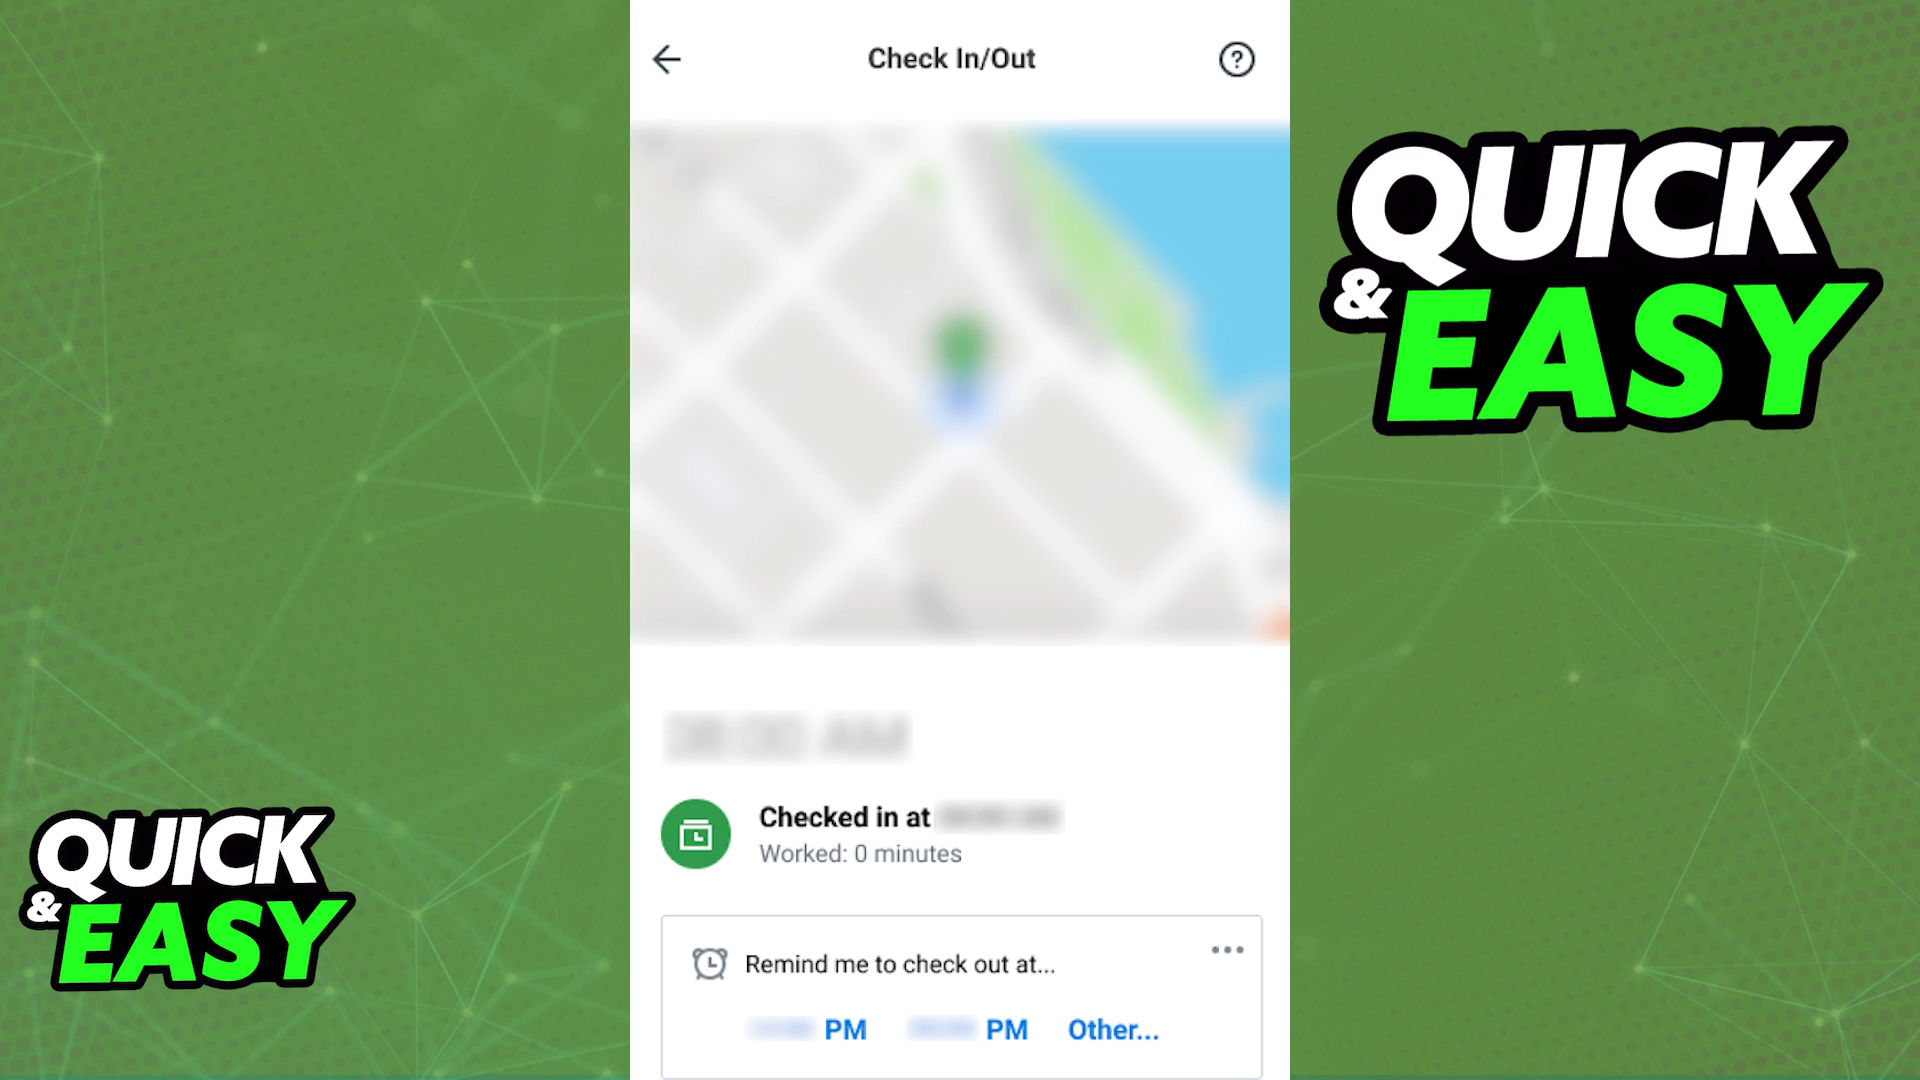 Check In/Out
QUICK
& EASY
Checked in at
Worked: 0 minutes
Remind me to check out at...
PM PM Other...
QUICK
& EASY